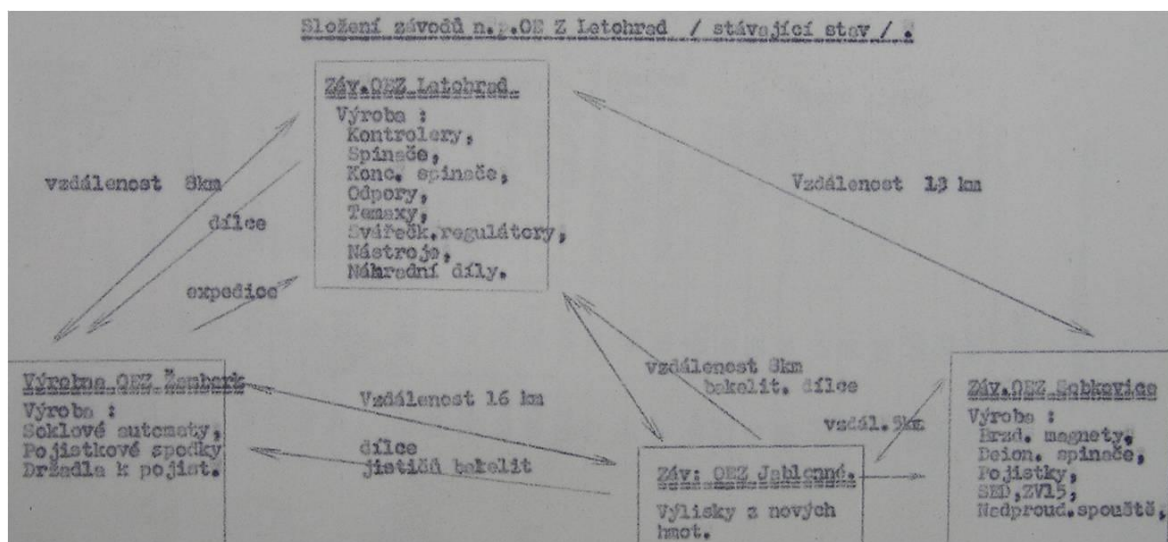 Složení závodů n.p.OE Z Letohrad / stávající stav / .
Záv.OEZ Letohrad
Výroba :
Kontrolery,
Spínače,
Konc. spínače,
Odpory,
Temexy,
Svářečk.regulátory,
Nástroje,
Náhradní díly.
vzdálenost 8km
dílce
expedice
Vzdálenost 13 km
Výrobna OEZ Žamberk
Výroba :
Soklové automaty,
Pojistkové spodky
Držadla k pojist.
Vzdálenost 16 km
dílce
jističů bakelit
vzdálenost 8km
bakelit. dílce
vzdál.5km
Záv: OEZ Jablonné.
Výlisky z nových
hmot.
Záv.OEZ Sobkovice
Výroba :
Brzd. magnety,
Deion. spínače,
Pojistky,
SED,ZV15,
Nadproud.spouště,